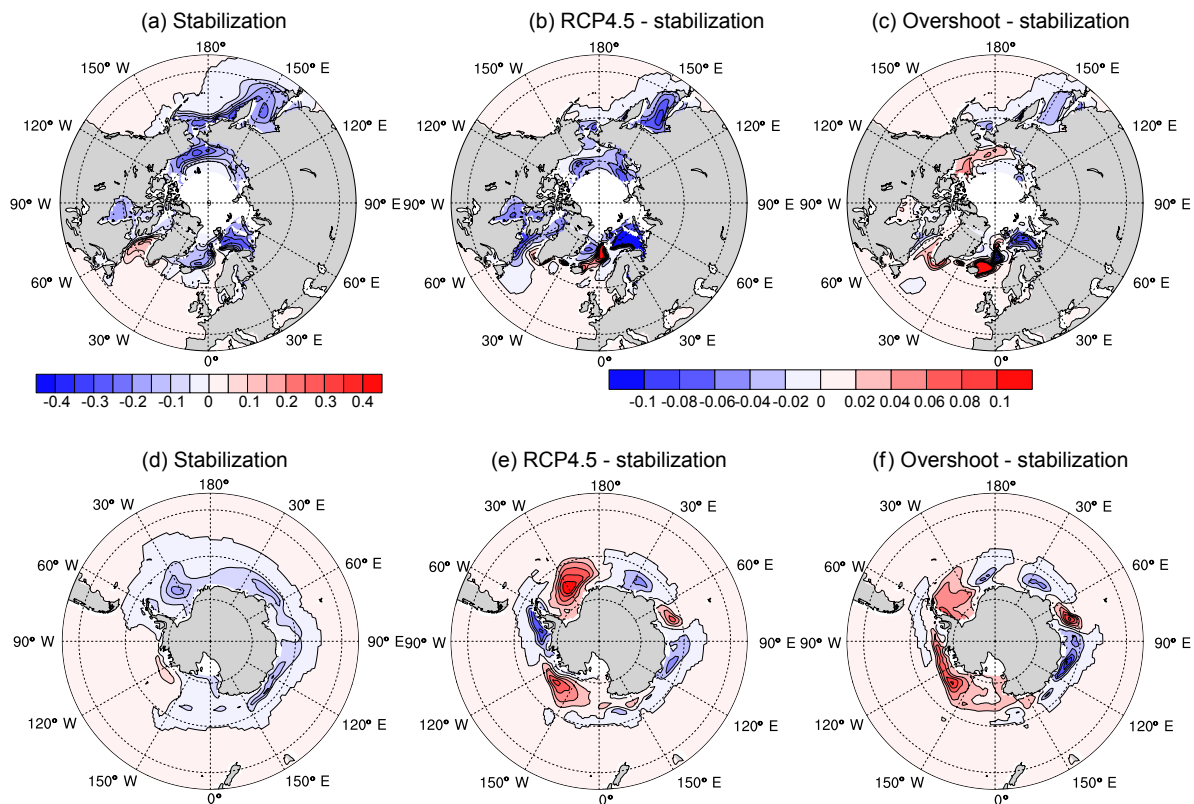 (a) Stabilization
(b) RCP4.5 - stabilization
(c) Overshoot - stabilization
180°
180°
180°
150° W
150° E
150° W
150° E
150° W
150° E
120° W
120° E
120° W
120° E
120° W
120° E
90° W
90° E
90° W
90° E
90° W
90° E
60° W
60° E
60° W
60° E
60° W
60° E
30° W
30° E
30° W
30° E
30° W
30° E
0°
0°
0°
-0.4 -0.3 -0.2 -0.1 0 0.1 0.2 0.3 0.4
-0.1 -0.08 -0.06 -0.04 -0.02 0 0.02 0.04 0.06 0.08 0.1
(d) Stabilization
(e) RCP4.5 - stabilization
(f) Overshoot - stabilization
180°
180°
180°
30° W
30° E
30° W
30° E
30° W
30° E
60° W
60° E
60° W
60° E
60° W
60° E
90° W
90° E
90° W
90° E
90° W
90° E
120° W
120° E
120° W
120° E
120° W
120° E
150° W
150° E
150° W
150° E
150° W
150° E
0°
0°
0°